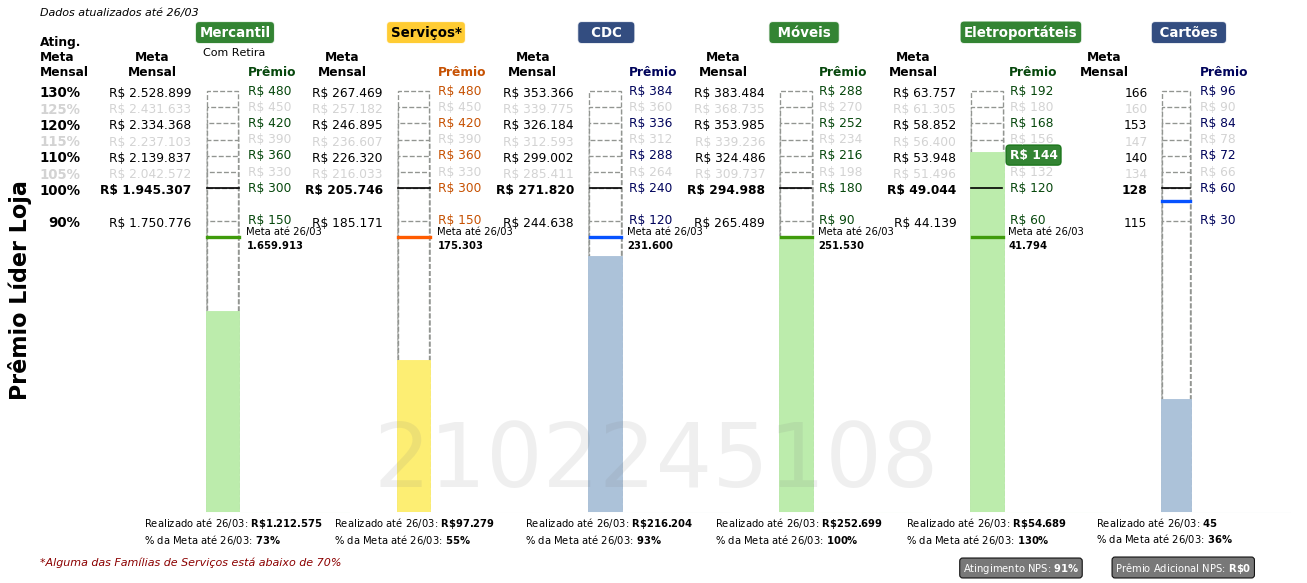 Dados atualizados até 26/03
Mercantil Serviços* CDC Móveis Eletroportáteis Cartões
Com Retira
Ating. Meta Mensal Meta Mensal Prêmio Meta Mensal Prêmio Meta Mensal Prêmio Meta Mensal Prêmio Meta Mensal Prêmio Meta Mensal Prêmio
130% R$ 2.528.899 R$ 480 R$ 267.469 R$ 480 R$ 353.366 R$ 384 R$ 383.484 R$ 288 R$ 63.757 R$ 192 166 R$ 96
125% R$ 2.431.633 R$ 450 R$ 257.182 R$ 450 R$ 339.775 R$ 360 R$ 368.735 R$ 270 R$ 61.305 R$ 180 160 R$ 90
120% R$ 2.334.368 R$ 420 R$ 246.895 R$ 420 R$ 326.184 R$ 336 R$ 353.985 R$ 252 R$ 58.852 R$ 168 153 R$ 84
115% R$ 2.237.103 R$ 390 R$ 236.607 R$ 390 R$ 312.593 R$ 312 R$ 339.236 R$ 234 R$ 56.400 R$ 156 147 R$ 78
110% R$ 2.139.837 R$ 360 R$ 226.320 R$ 360 R$ 299.002 R$ 288 R$ 324.486 R$ 216 R$ 53.948 R$ 144 140 R$ 72
105% R$ 2.042.572 R$ 330 R$ 216.033 R$ 330 R$ 285.411 R$ 264 R$ 309.737 R$ 198 R$ 51.496 R$ 132 134 R$ 66
100% R$ 1.945.307 R$ 300 R$ 205.746 R$ 300 R$ 271.820 R$ 240 R$ 294.988 R$ 180 R$ 49.044 R$ 120 128 R$ 60
90% R$ 1.750.776 R$ 150 R$ 185.171 R$ 150 R$ 244.638 R$ 120 R$ 265.489 R$ 90 R$ 44.139 R$ 60 115 R$ 30
Meta até 26/03 Meta até 26/03 Meta até 26/03 Meta até 26/03 Meta até 26/03
1.659.913 175.303 231.600 251.530 41.794
Prêmio Líder Loja
2102245108
Realizado até 26/03: R$1.212.575 Realizado até 26/03: R$97.279 Realizado até 26/03: R$216.204 Realizado até 26/03: R$252.699 Realizado até 26/03: R$54.689 Realizado até 26/03: 45
% da Meta até 26/03: 73% % da Meta até 26/03: 55% % da Meta até 26/03: 93% % da Meta até 26/03: 100% % da Meta até 26/03: 130% % da Meta até 26/03: 36%
*Alguma das Famílias de Serviços está abaixo de 70%
Atingimento NPS: 91% Prêmio Adicional NPS: R$0